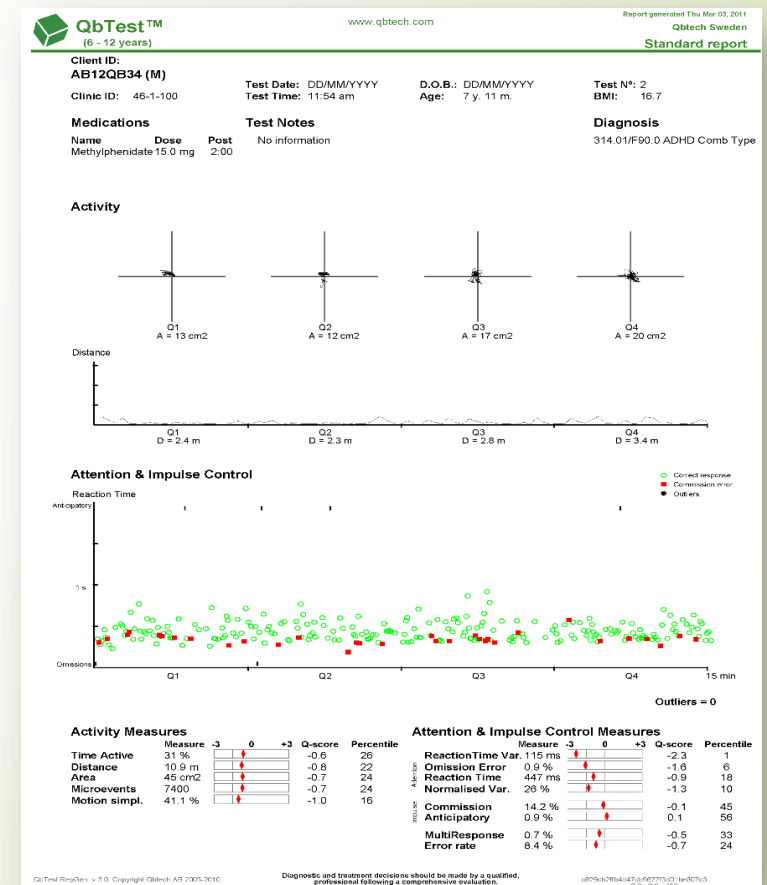 QbTest™
(6 - 12 years)
www.qbtech.com
Report generated Thu Mar 03, 2011
Qbtech Sweden
Standard report
Client ID:
AB12QB34 (M)
Clinic ID: 46-1-100
Test Date: DD/MM/YYYY
Test Time: 11:54 am
D.O.B.: DD/MM/YYYY
Age: 7 y. 11 m.
Test Nº: 2
BMI: 16.7
Medications
Name Dose Post
Methylphenidate 15.0 mg 2:00
Test Notes
No information
Diagnosis
314.01/F90.0 ADHD Comb Type
Activity
Q1 Q2 Q3 Q4
A = 13 cm2 A = 12 cm2 A = 17 cm2 A = 20 cm2
Distance
Q1 Q2 Q3 Q4
D = 2.4 m D = 2.3 m D = 2.8 m D = 3.4 m
Attention & Impulse Control
Correct response
Commission error
Outliers
Reaction Time
Anticipatory
1 s
Omissions
Q1 Q2 Q3 Q4 15 min
Outliers = 0
Activity Measures
Measure -3 0 +3 Q-score Percentile
Time Active 31 % -0.6 26
Distance 10.9 m -0.8 22
Area 45 cm2 -0.7 24
Microevents 7400 -0.7 24
Motion simpl. 41.1 % -1.0 16
Attention & Impulse Control Measures
Measure -3 0 +3 Q-score Percentile
Attention
ReactionTime Var. 115 ms -2.3 1
Omission Error 0.9 % -1.6 6
Reaction Time 447 ms -0.9 18
Normalised Var. 26 % -1.3 10
Impulse
Commission 14.2 % -0.1 45
Anticipatory 0.9 % 0.1 56
MultiResponse 0.7 % -0.5 33
Error rate 8.4 % -0.7 24
QbTest RepGen. v 3.0 Copyright Qbtech AB 2003-2010
Diagnostic and treatment decisions should be made by a qualified,
professional following a comprehensive evaluation.